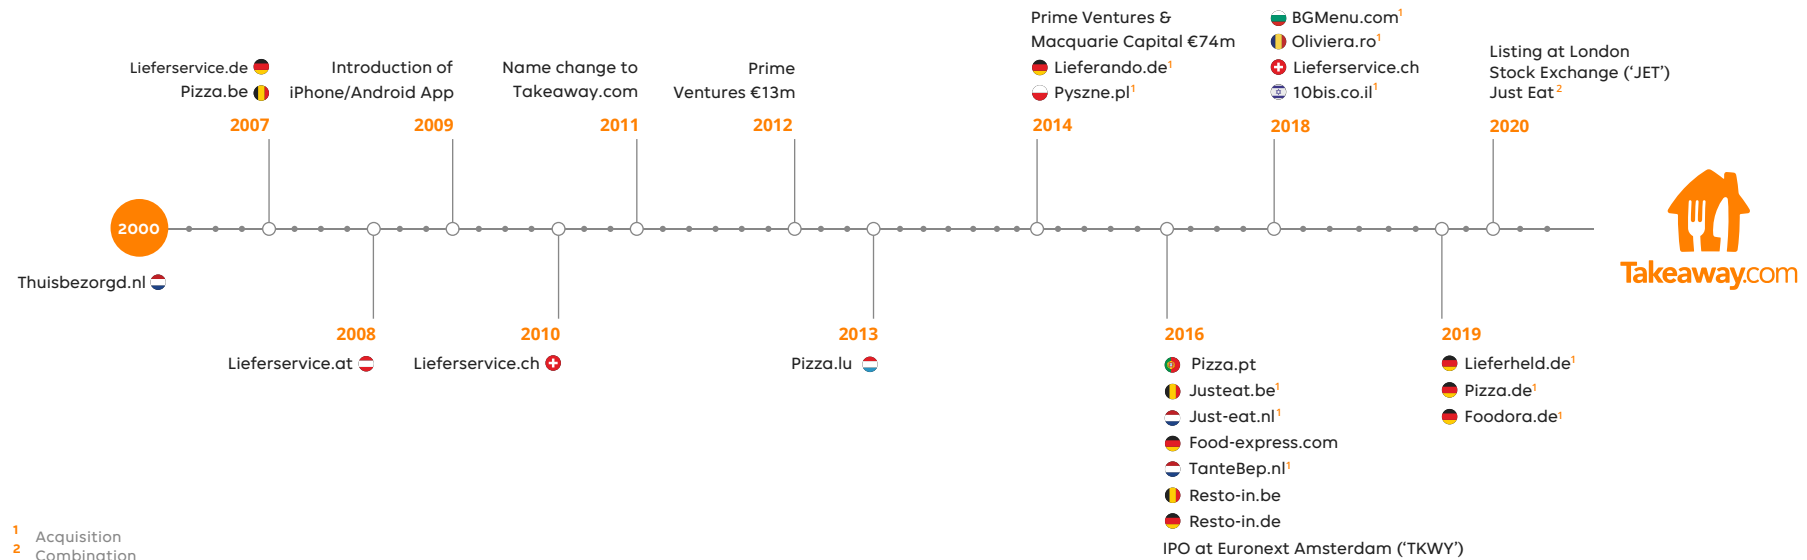 2000
Thuisbezorgd.nl
Lieferservice.de
Pizza.be
2007
2008
Lieferservice.at
Introduction of
iPhone/Android App
2009
2010
Lieferservice.ch
Name change to
Takeaway.com
2011
Prime
Ventures €13m
2012
2013
Pizza.lu
Prime Ventures &
Macquarie Capital €74m
Lieferando.de¹
Pyszne.pl¹
2014
2016
Pizza.pt
Justeat.be¹
Just-eat.nl¹
Food-express.com
TanteBep.nl¹
Resto-in.be
Resto-in.de
IPO at Euronext Amsterdam (‘TKWY’)
BGMenu.com¹
Oliviera.ro¹
Lieferservice.ch
10bis.co.il¹
2018
2019
Lieferheld.de¹
Pizza.de¹
Foodora.de¹
Listing at London
Stock Exchange (‘JET’)
Just Eat²
2020
Takeaway.com
¹ Acquisition
² Combination